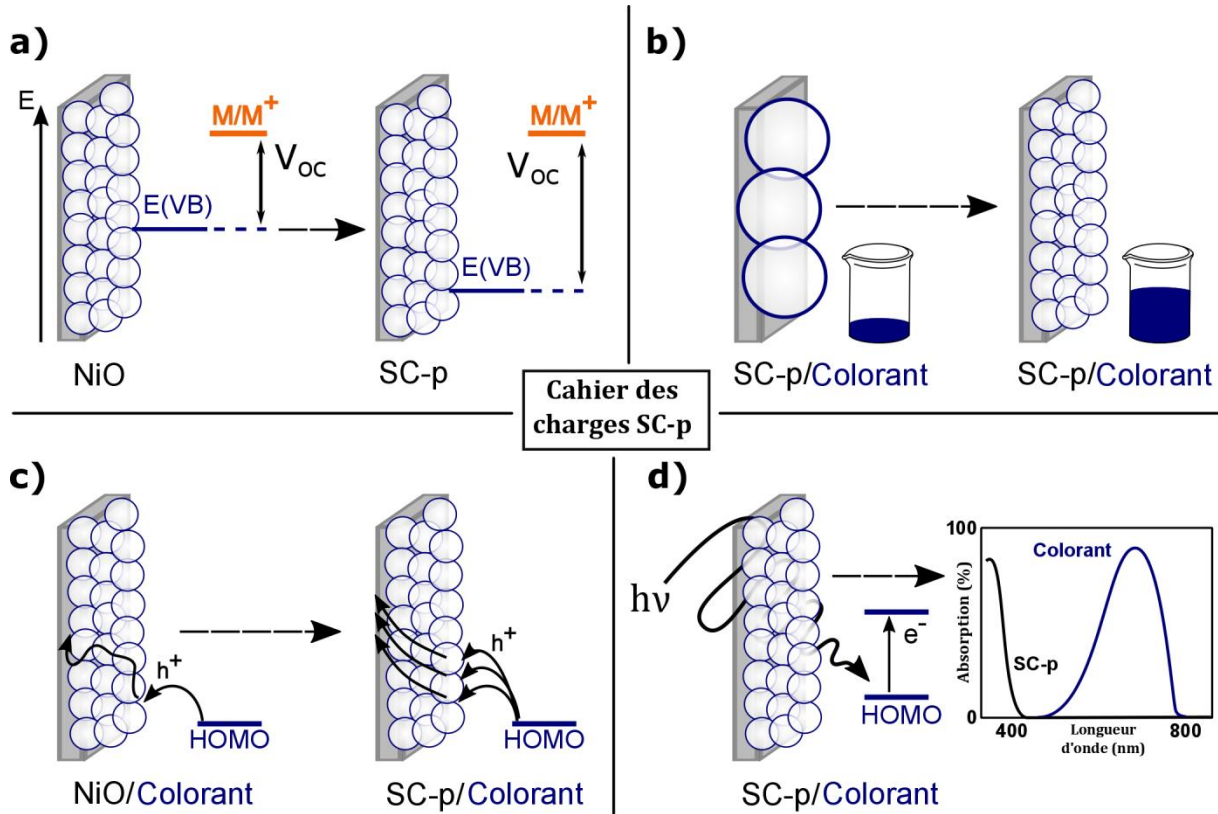 a)
E
M/M+
VOC
E(VB)
NiO
M/M+
VOC
E(VB)
SC-p
b)
SC-p/Colorant
SC-p/Colorant
Cahier des
charges SC-p
c)
h+
HOMO
NiO/Colorant
h+
HOMO
SC-p/Colorant
d)
hν
e-
HOMO
SC-p/Colorant
Absorption (%)
100
0
Colorant
SC-p
400
Longueur
d'onde (nm)
800